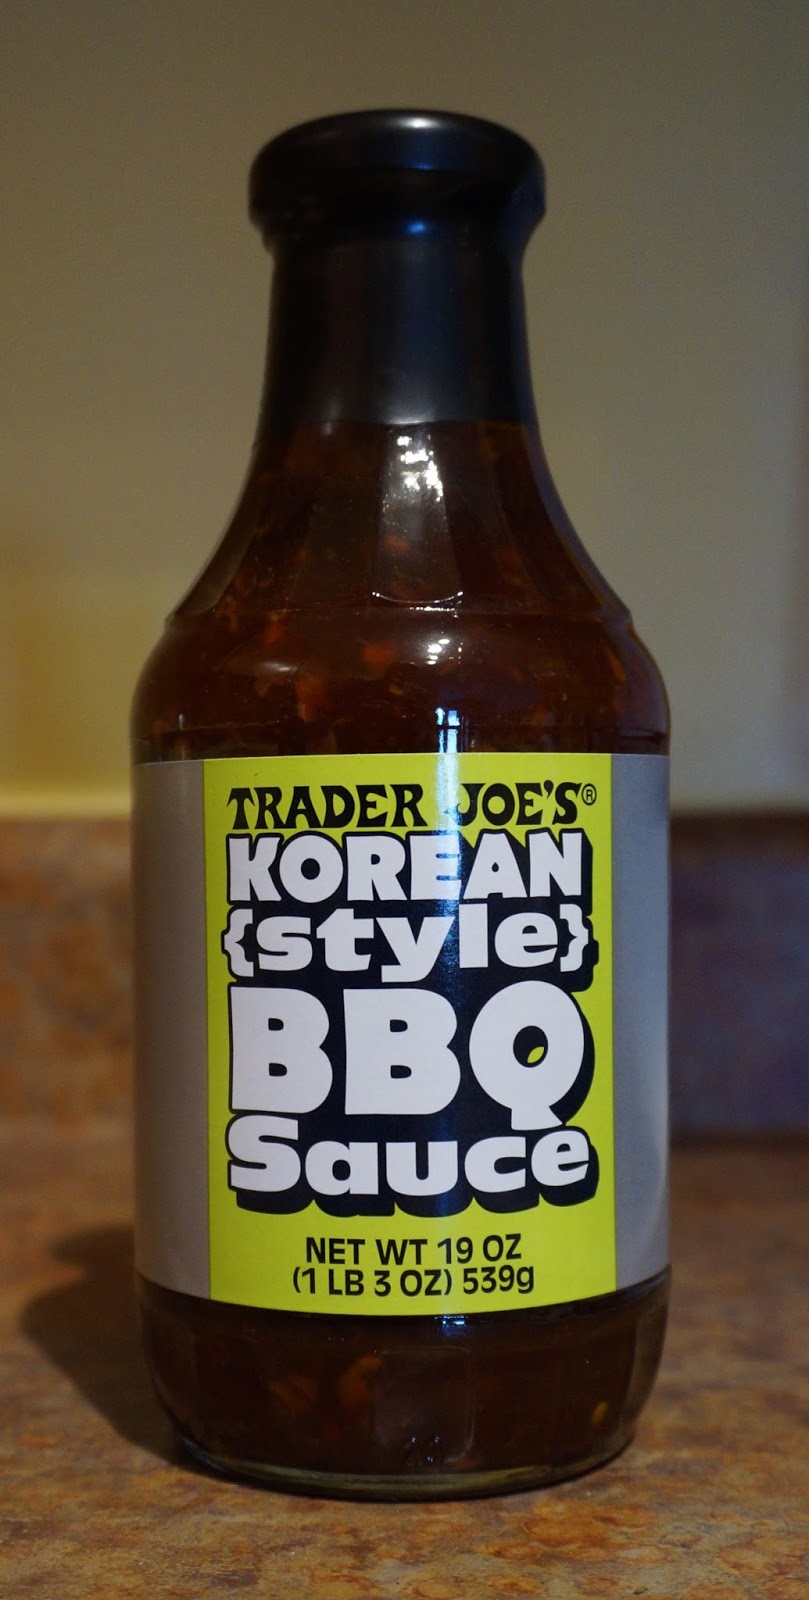 TRADER JOE'S®
KOREAN
{style}
BBQ
Sauce
NET WT 19 OZ
(1 LB 3 OZ) 539g